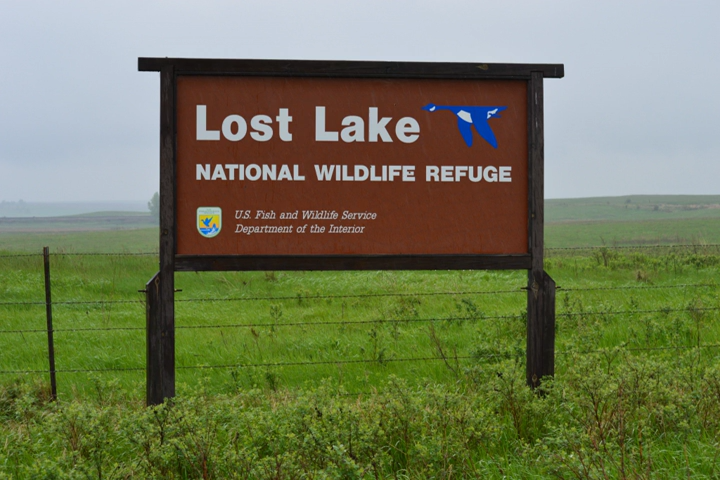 Lost Lake
NATIONAL WILDLIFE REFUGE
U.S. Fish and Wildlife Service
Department of the Interior